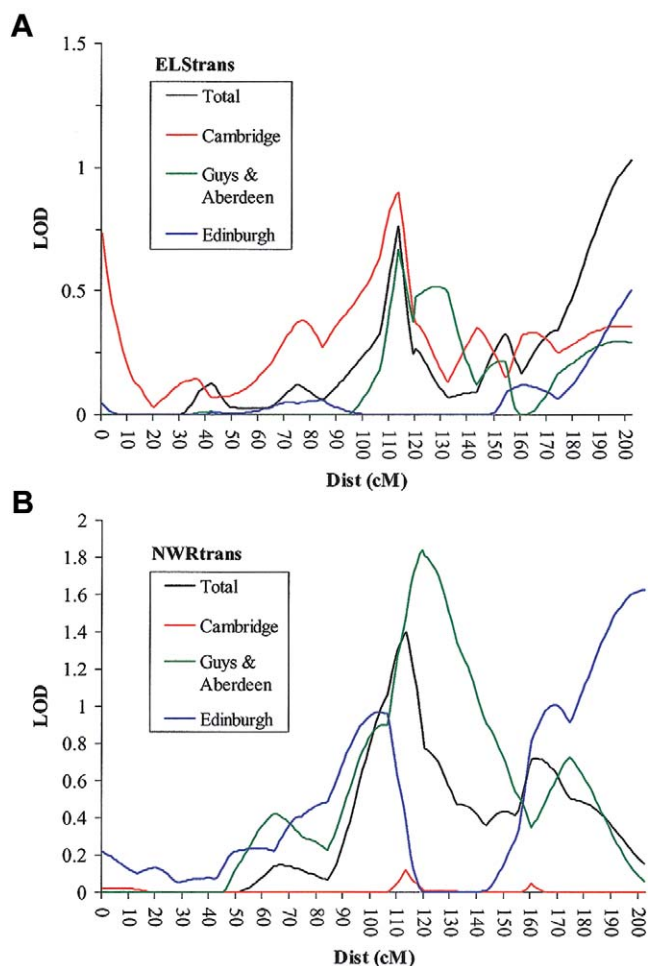 A
1.5
1
0.5
0
LOD
ELStrans
Total
Cambridge
Guys &
Aberdeen
Edinburgh
0 10 20 30 40 50 60 70 80 90 100 110 120 130 140 150 160 170 180 190 200
Dist (cM)
B
2
1.8
1.6
1.4
1.2
1
0.8
0.6
0.4
0.2
0
LOD
NWRtrans
Total
Cambridge
Guys &
Aberdeen
Edinburgh
0 10 20 30 40 50 60 70 80 90 100 110 120 130 140 150 160 170 180 190 200
Dist (cM)